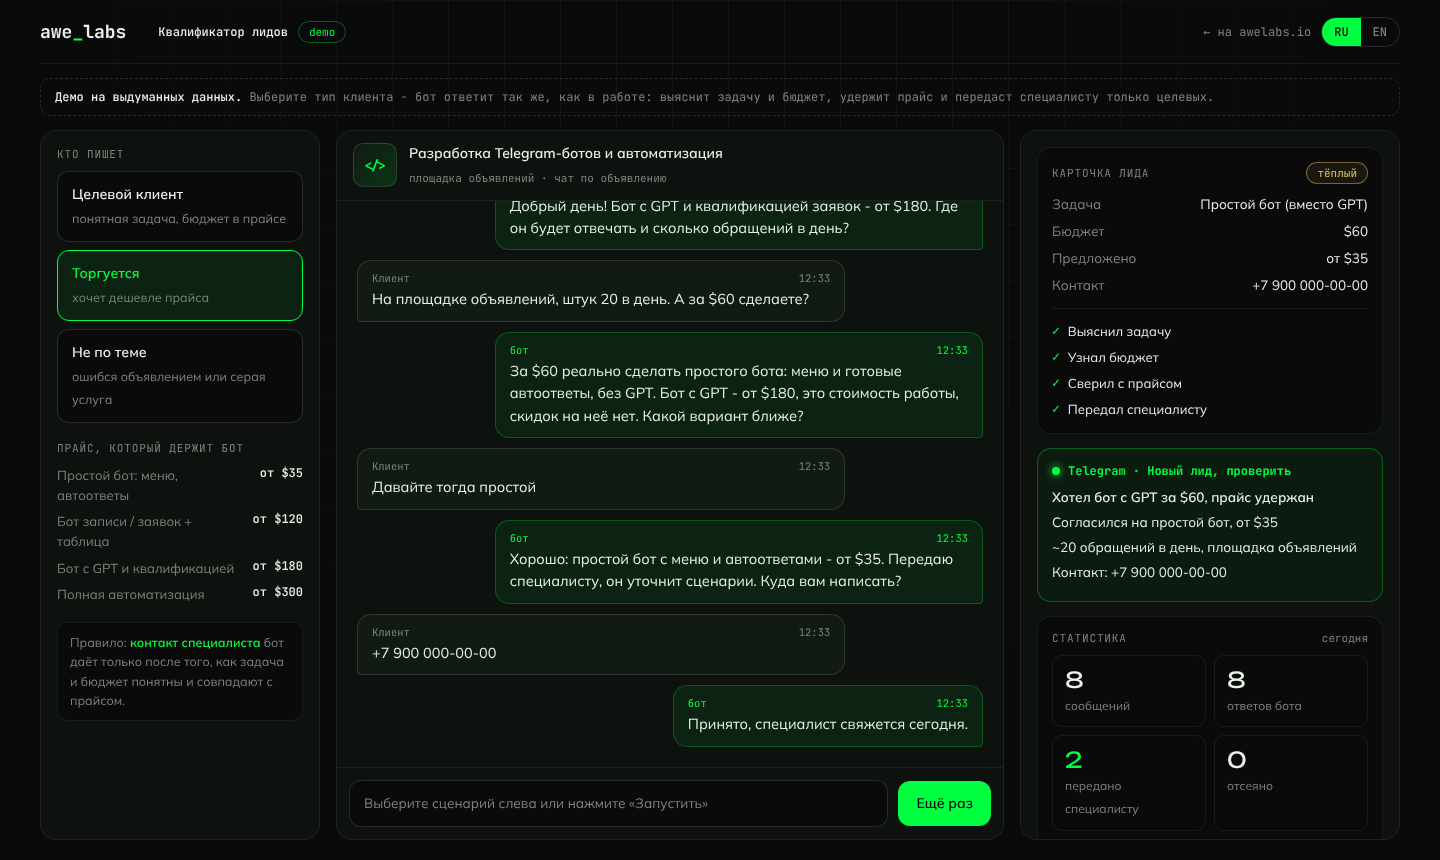 awe_labs
Квалификатор лидов
demo
← на awelabs.io
RU
EN
Демо на выдуманных данных. Выберите тип клиента - бот ответит так же, как в работе: выяснит задачу и бюджет, удержит прайс и передаст специалисту только целевых.
КТО ПИШЕТ
Целевой клиент
понятная задача, бюджет в прайсе
Торгуется
хочет дешевле прайса
Не по теме
ошибся объявлением или серая
услуга
ПРАЙС, КОТОРЫЙ ДЕРЖИТ БОТ
Простой бот: меню, от $35
автоответы
Бот записи / заявок + от $120
таблица
Бот с GPT и квалификацией от $180
Полная автоматизация от $300
Правило: контакт специалиста бот
даёт только после того, как задача
и бюджет понятны и совпадают с
прайсом.
</>
Разработка Telegram-ботов и автоматизация
площадка объявлений · чат по объявлению
Добрый день! Бот с GPT и квалификацией заявок - от $180. Где
он будет отвечать и сколько обращений в день?
Клиент 12:33
На площадке объявлений, штук 20 в день. А за $60 сделаете?
бот 12:33
За $60 реально сделать простого бота: меню и готовые
автоответы, без GPT. Бот с GPT - от $180, это стоимость работы,
скидок на неё нет. Какой вариант ближе?
Клиент 12:33
Давайте тогда простой
бот 12:33
Хорошо: простой бот с меню и автоответами - от $35. Передаю
специалисту, он уточнит сценарии. Куда вам написать?
Клиент 12:33
+7 900 000-00-00
бот 12:33
Принято, специалист свяжется сегодня.
Выберите сценарий слева или нажмите «Запустить»
Ещё раз
КАРТОЧКА ЛИДА
тёплый
Задача Простой бот (вместо GPT)
Бюджет $60
Предложено от $35
Контакт +7 900 000-00-00
✓ Выяснил задачу
✓ Узнал бюджет
✓ Сверил с прайсом
✓ Передал специалисту
Telegram · Новый лид, проверить
Хотел бот с GPT за $60, прайс удержан
Согласился на простой бот, от $35
~20 обращений в день, площадка объявлений
Контакт: +7 900 000-00-00
СТАТИСТИКА сегодня
8
сообщений
8
ответов бота
2
передано
специалисту
0
отсеяно